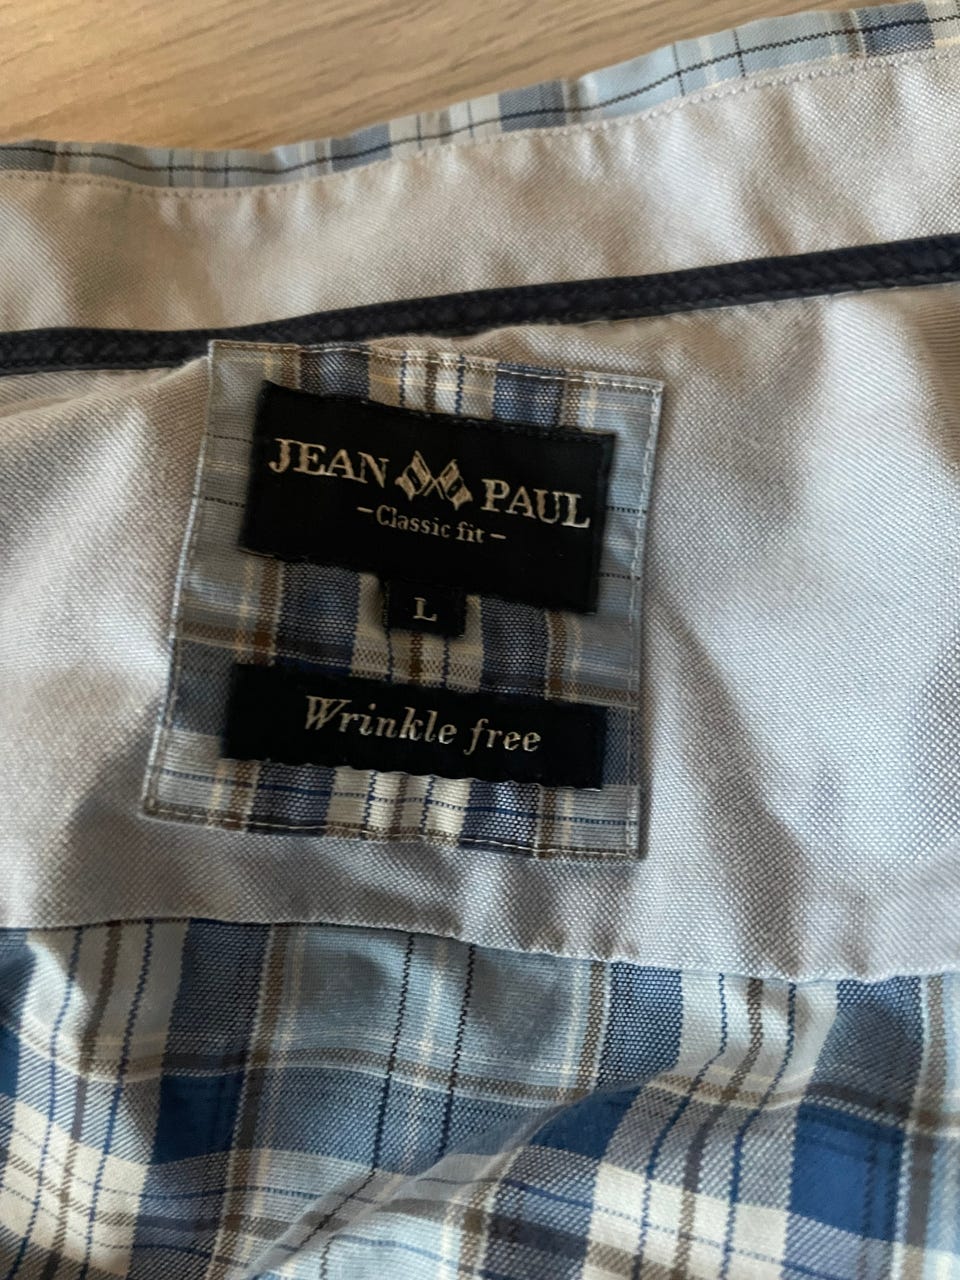 JEAN PAUL
-Classic fit-
L
Wrinkle free